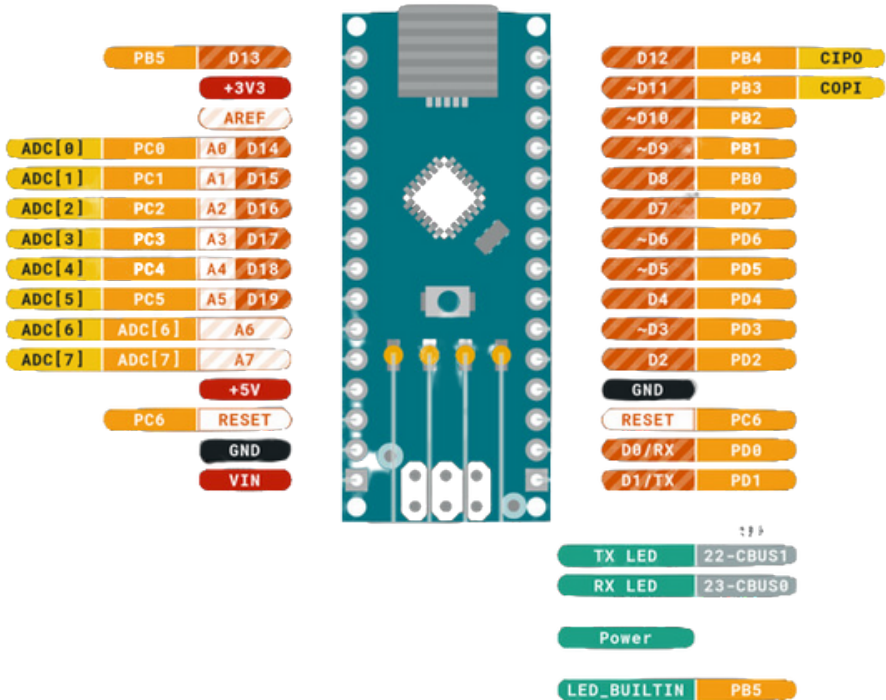 PB5 D13
+3V3
AREF
ADC[0] PC0 A0 D14
ADC[1] PC1 A1 D15
ADC[2] PC2 A2 D16
ADC[3] PC3 A3 D17
ADC[4] PC4 A4 D18
ADC[5] PC5 A5 D19
ADC[6] ADC[6] A6
ADC[7] ADC[7] A7
+5V
PC6 RESET
GND
VIN
D12 PB4 CIPO
~D11 PB3 COPI
~D10 PB2
~D9 PB1
D8 PB0
D7 PD7
~D6 PD6
~D5 PD5
D4 PD4
~D3 PD3
D2 PD2
GND
RESET PC6
D0/RX PD0
D1/TX PD1
TX LED 22-CBUS1
RX LED 23-CBUS0
Power
LED_BUILTIN PB5